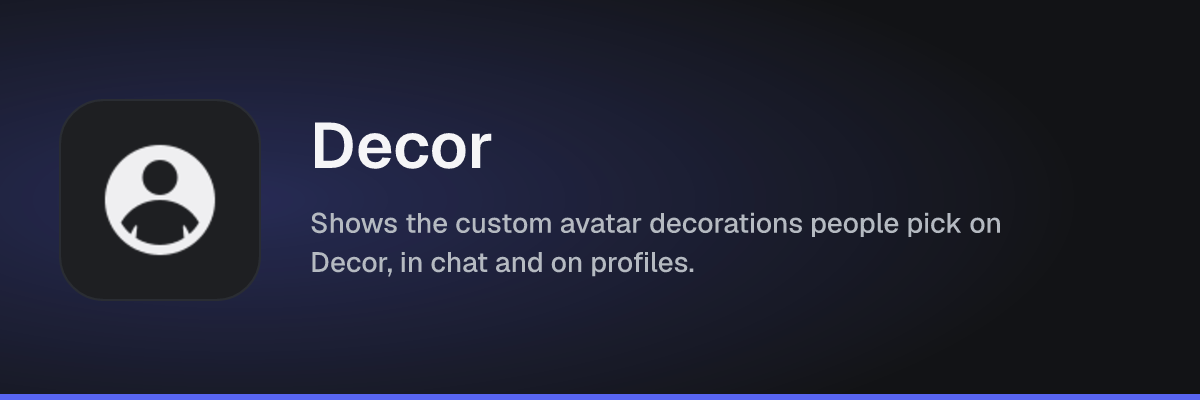 Decor
Shows the custom avatar decorations people pick on
Decor, in chat and on profiles.